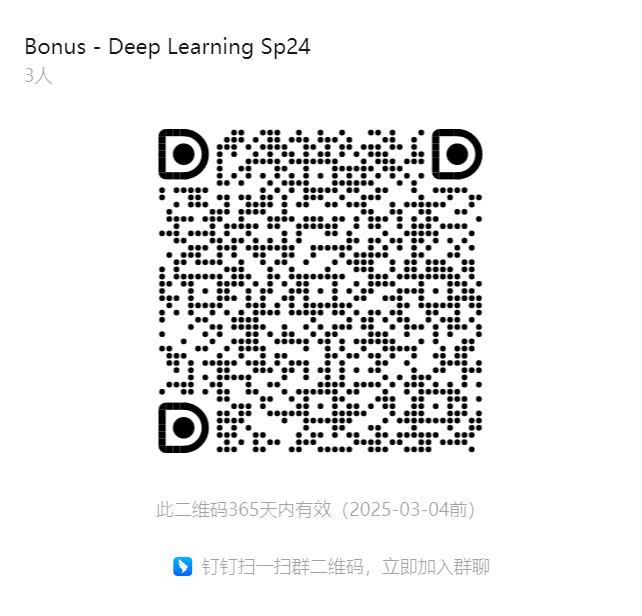 Bonus - Deep Learning Sp24
3人
此二维码365天内有效（2025-03-04前）
钉钉扫一扫群二维码，立即加入群聊